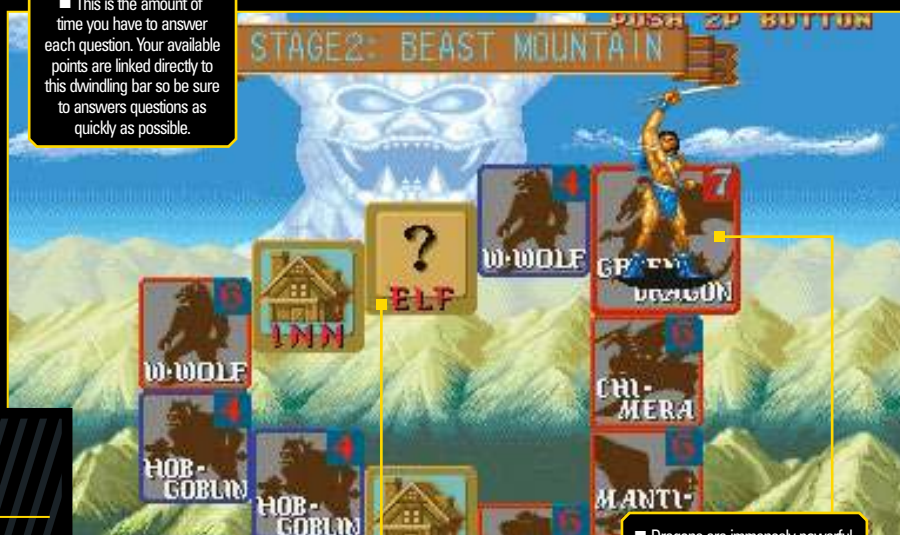 ■ This is the amount of
time you have to answer
each question. Your available
points are linked directly to
this dwindling bar so be sure
to answers questions as
quickly as possible.
PUSH 2P BUTTON
STAGE2: BEAST MOUNTAIN
4
W·WOLF
7
GREEN
DRAGON
?
ELF
INN
6
W·WOLF
6
CHI-
MERA
4
HOB-
GOBLIN
4
HOB-
GOBLIN
6
MANTI-
6
■ Dragons are immensely powerful